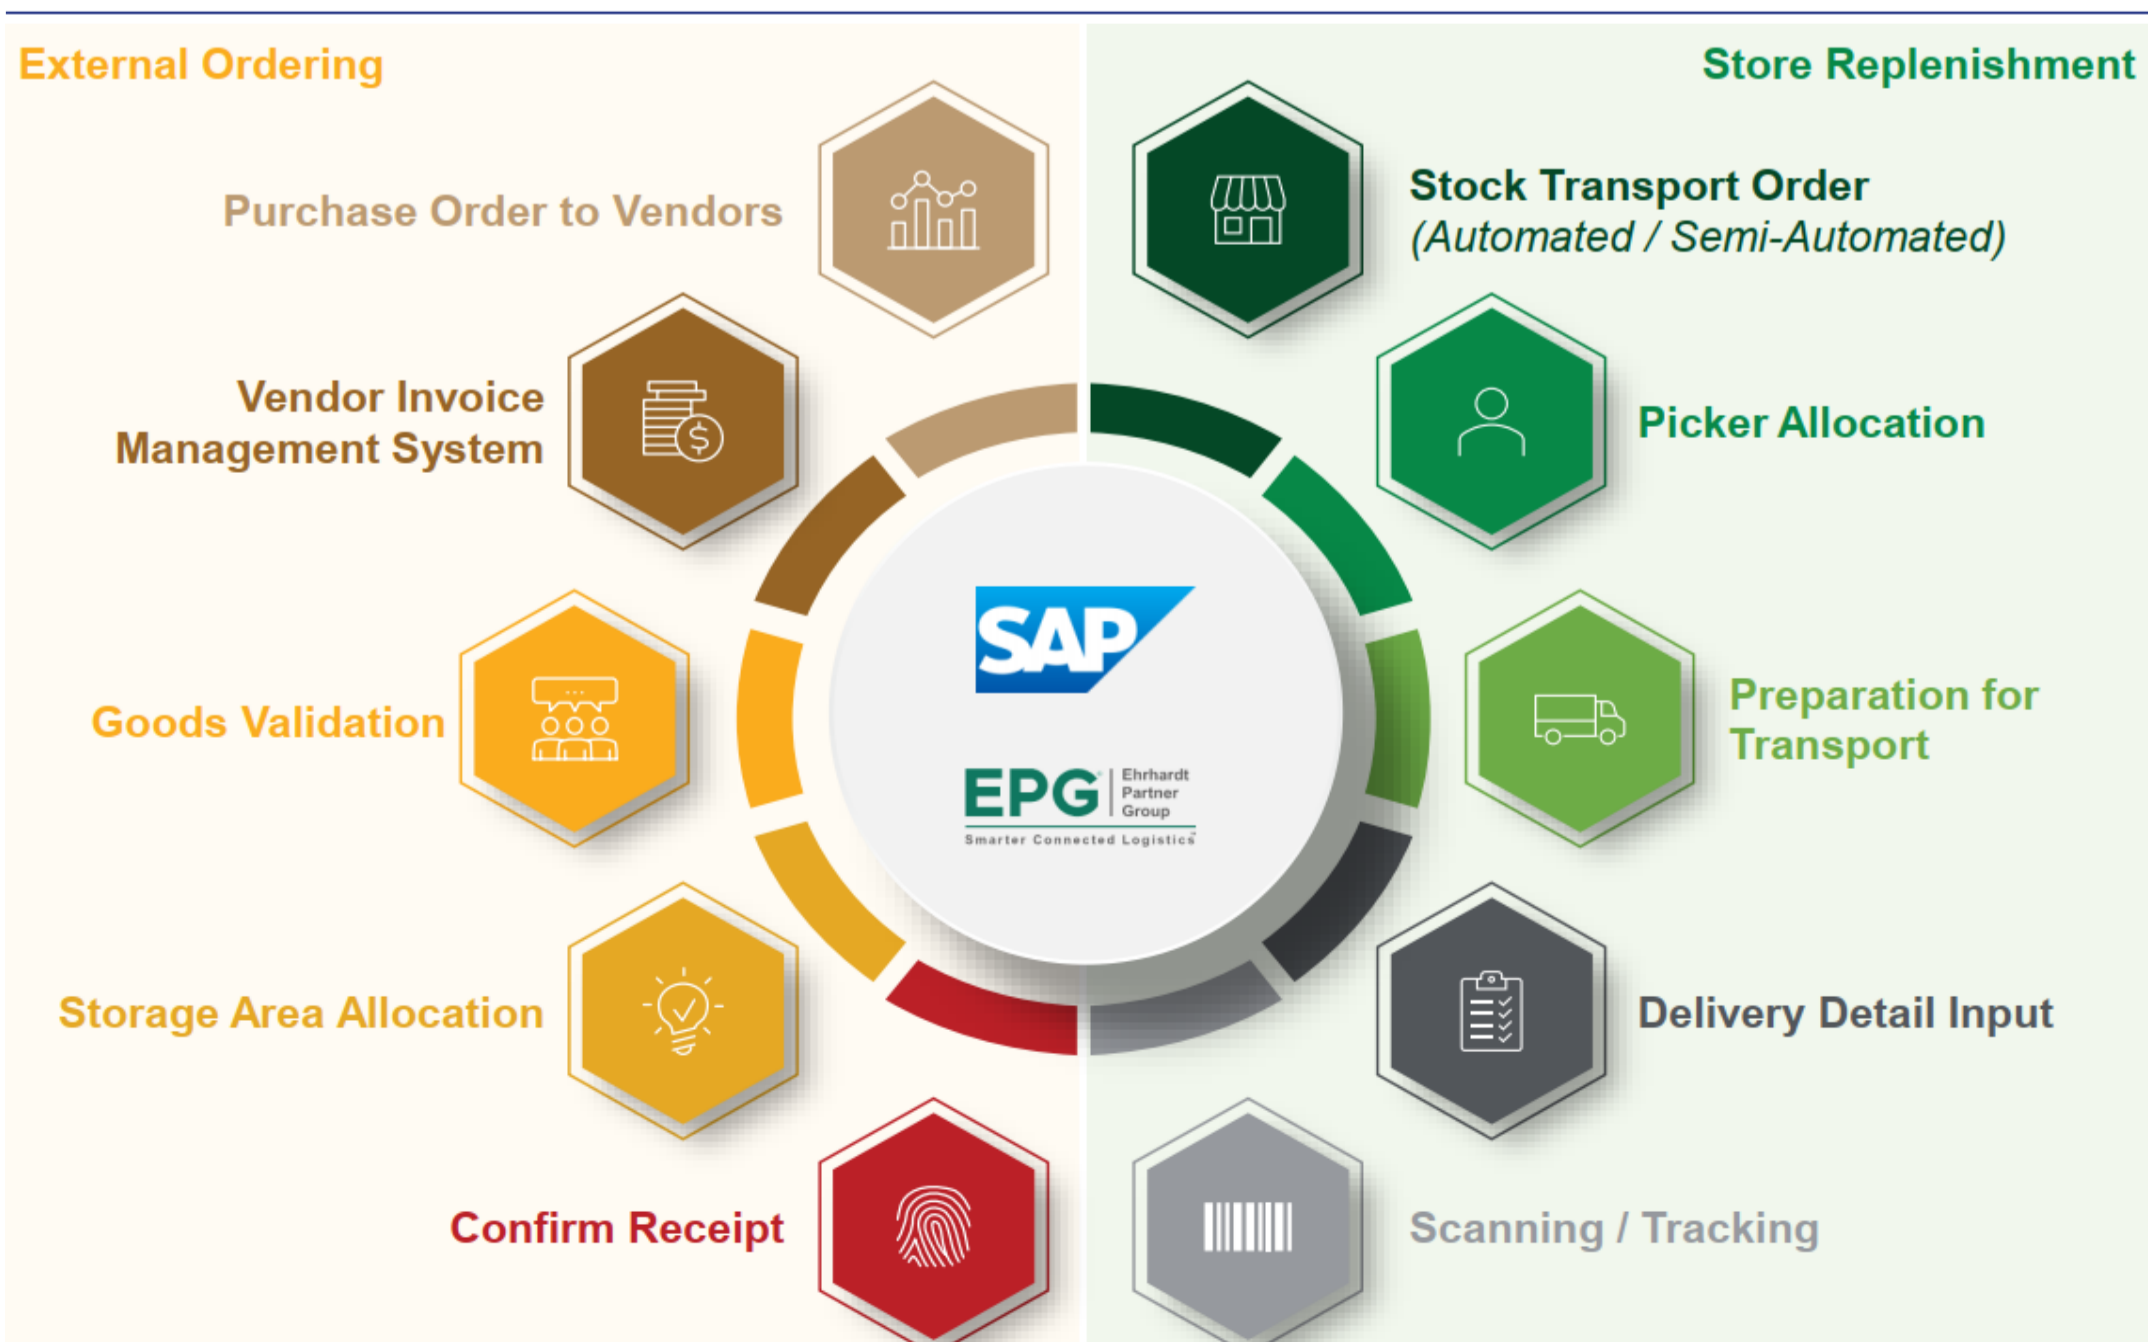 External Ordering
Store Replenishment
Purchase Order to Vendors
Vendor Invoice
Management System
Goods Validation
Storage Area Allocation
Confirm Receipt
Stock Transport Order
(Automated / Semi-Automated)
Picker Allocation
Preparation for
Transport
Delivery Detail Input
Scanning / Tracking
$
SAP
EPG
Ehrhardt
Partner
Group
Smarter Connected Logistics™